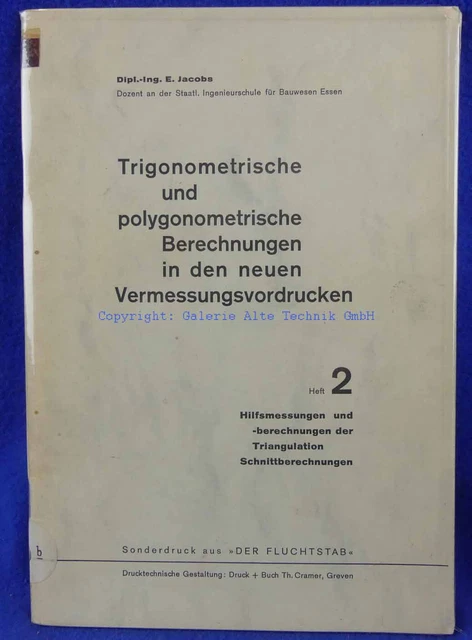 Dipl.-Ing. E. Jacobs
Dozent an der Staatl. Ingenieurschule für Bauwesen Essen
Trigonometrische
und
polygonometrische
Berechnungen
in den neuen
Vermessungsvordrucken
Copyright: Galerie Alte Technik GmbH
Heft 2
Hilfsmessungen und
-berechnungen der
Triangulation
Schnittberechnungen
b
Sonderdruck aus »DER FLUCHTSTAB«
Drucktechnische Gestaltung: Druck + Buch Th. Cramer, Greven